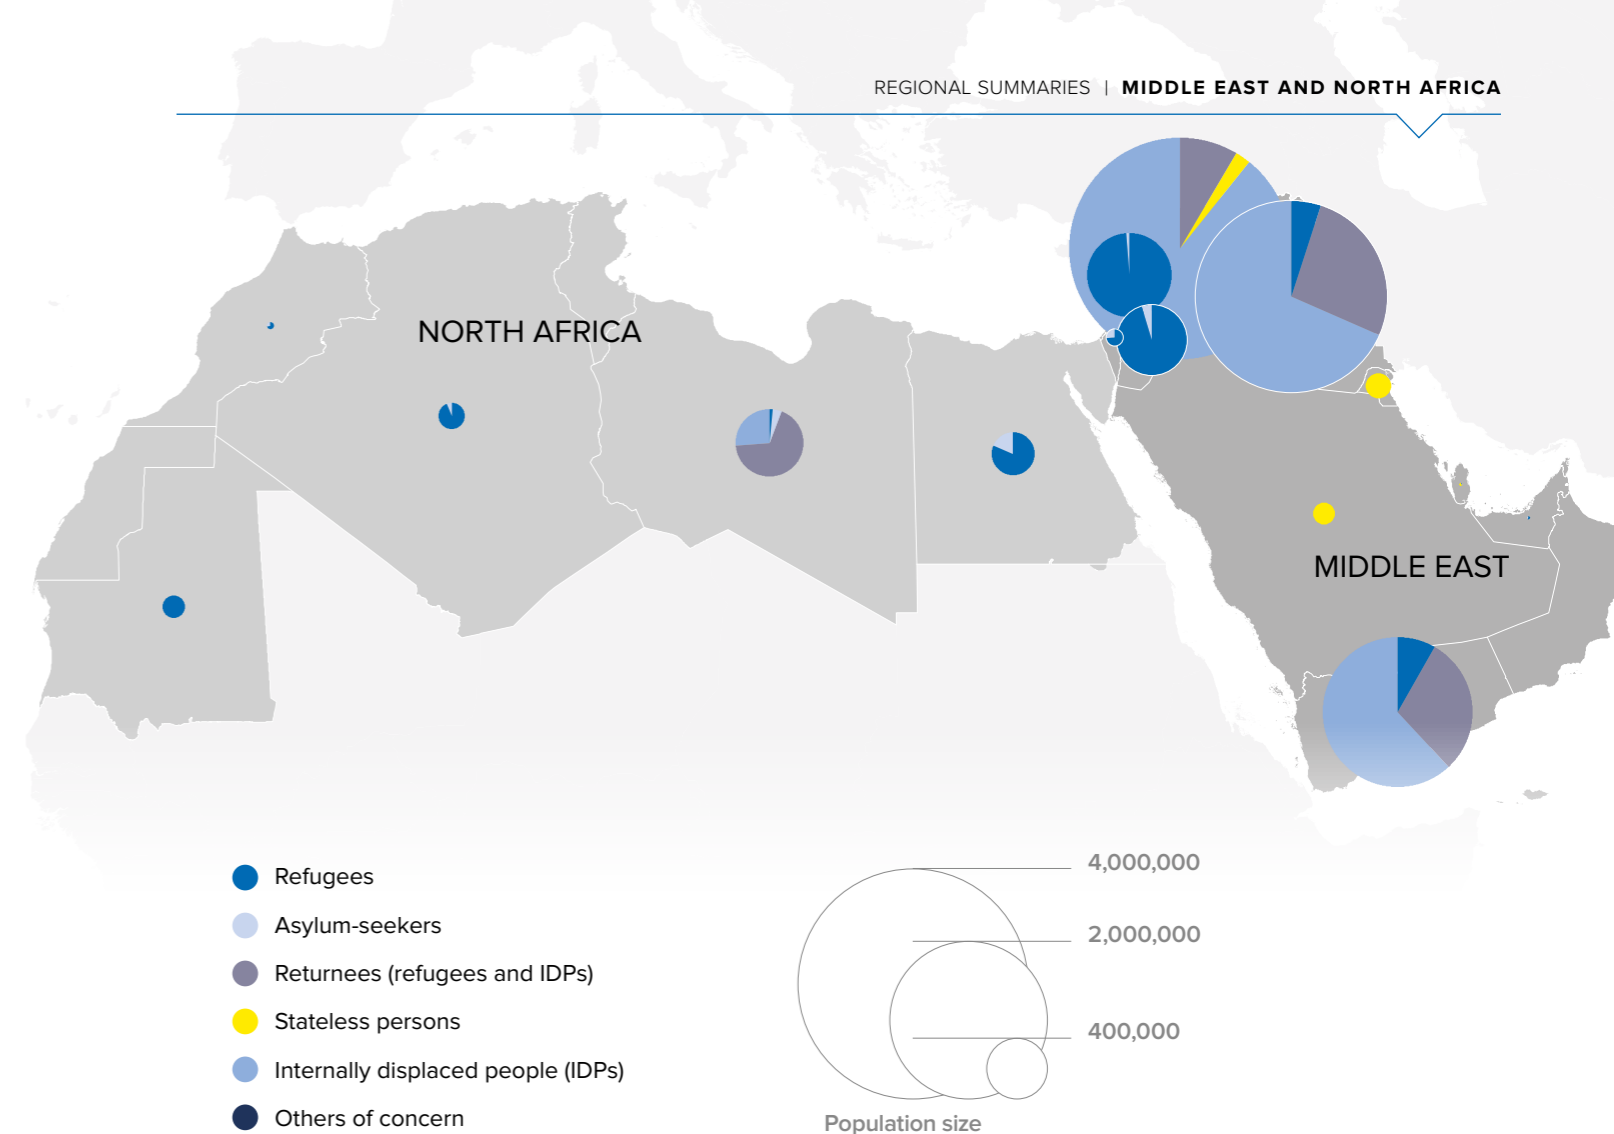 REGIONAL SUMMARIES | MIDDLE EAST AND NORTH AFRICA
NORTH AFRICA
MIDDLE EAST
Refugees
Asylum-seekers
Returnees (refugees and IDPs)
Stateless persons
Internally displaced people (IDPs)
Others of concern
4,000,000
2,000,000
400,000
Population size